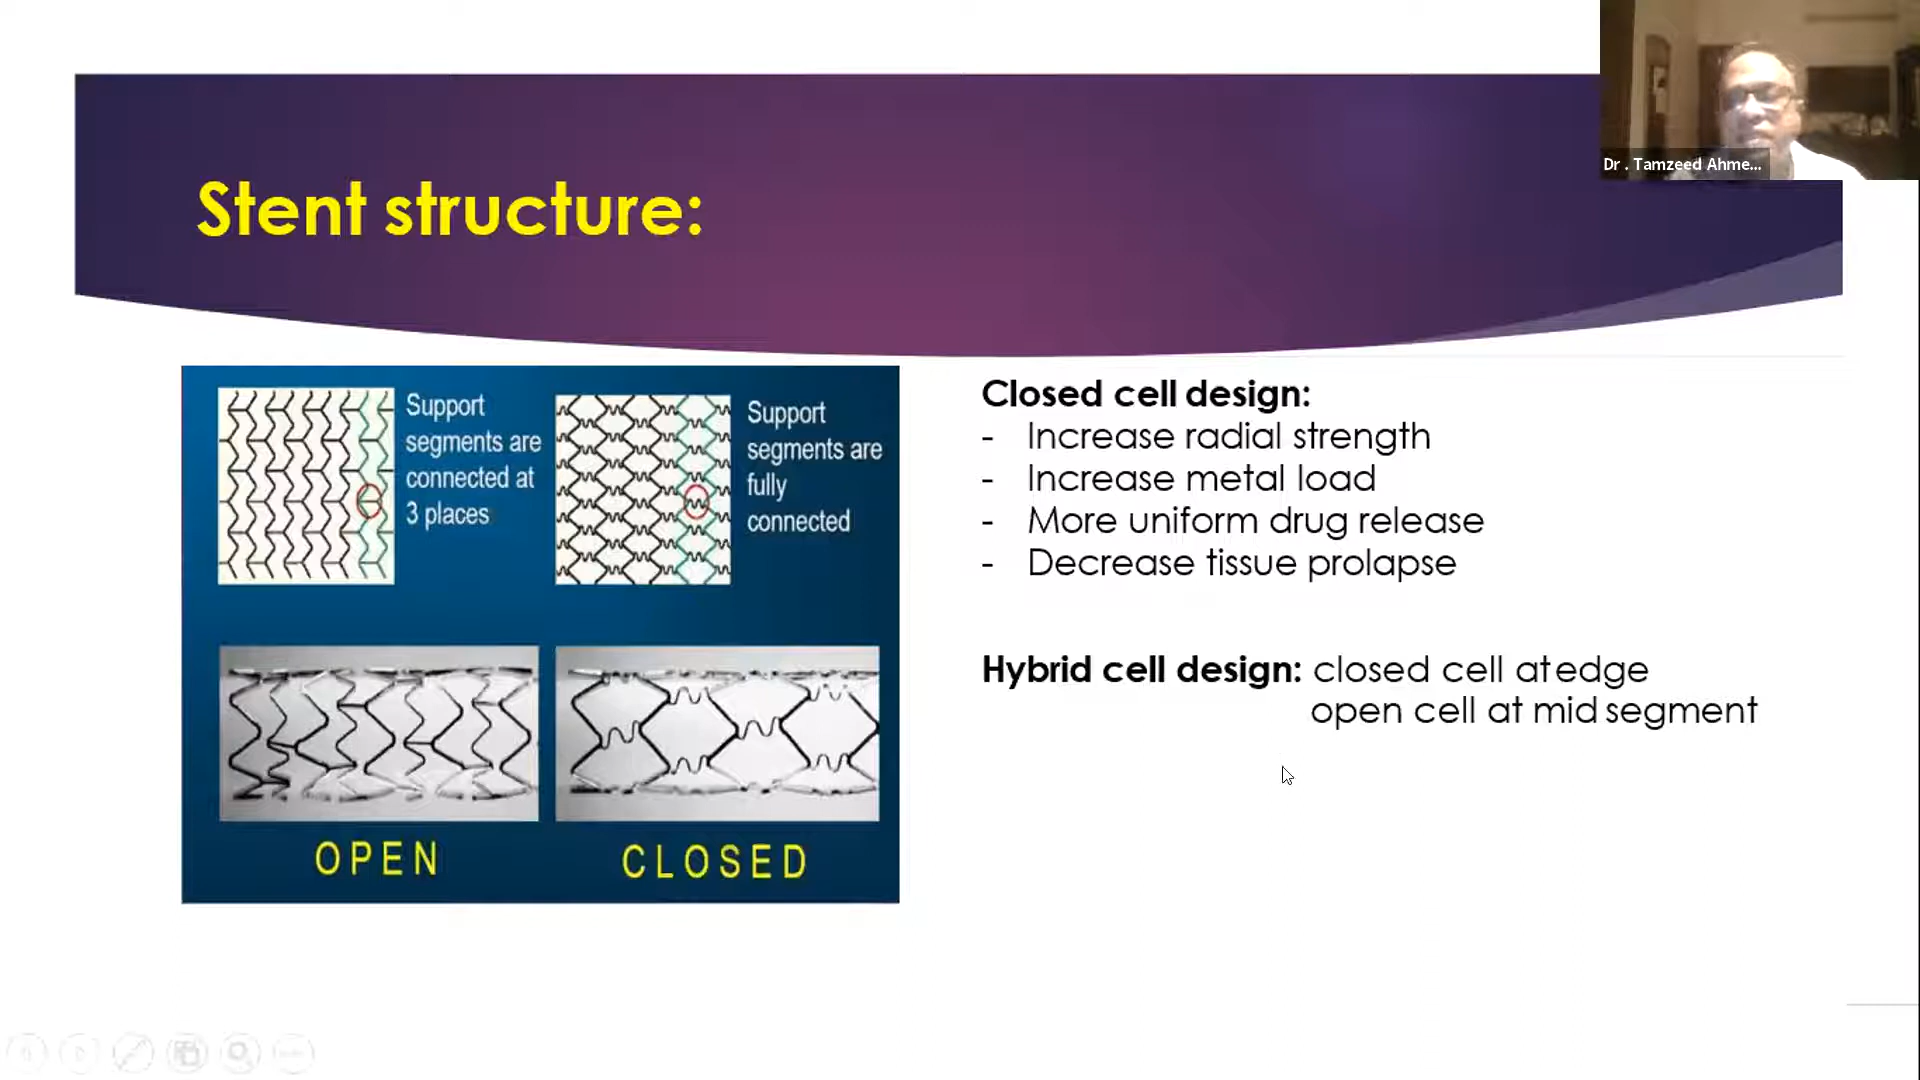 Dr . Tamzeed Ahme...
Stent structure:
Support
segments are
connected at
3 places
Support
segments are
fully
connected
OPEN
CLOSED
Closed cell design:
- Increase radial strength
- Increase metal load
- More uniform drug release
- Decrease tissue prolapse
Hybrid cell design: closed cell at edge
open cell at mid segment